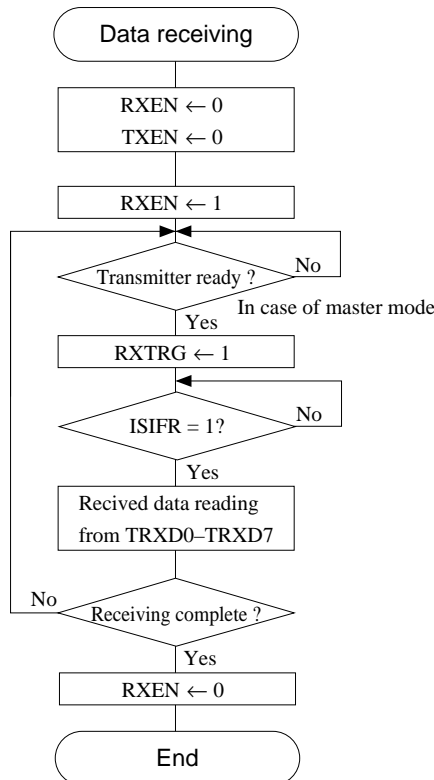 Data receiving
RXEN ← 0
TXEN ← 0
RXEN ← 1
Transmitter ready ?
No
In case of master mode
Yes
RXTRG ← 1
ISIFR = 1?
No
Yes
Recived data reading
from TRXD0–TRXD7
No
Receiving complete ?
Yes
RXEN ← 0
End